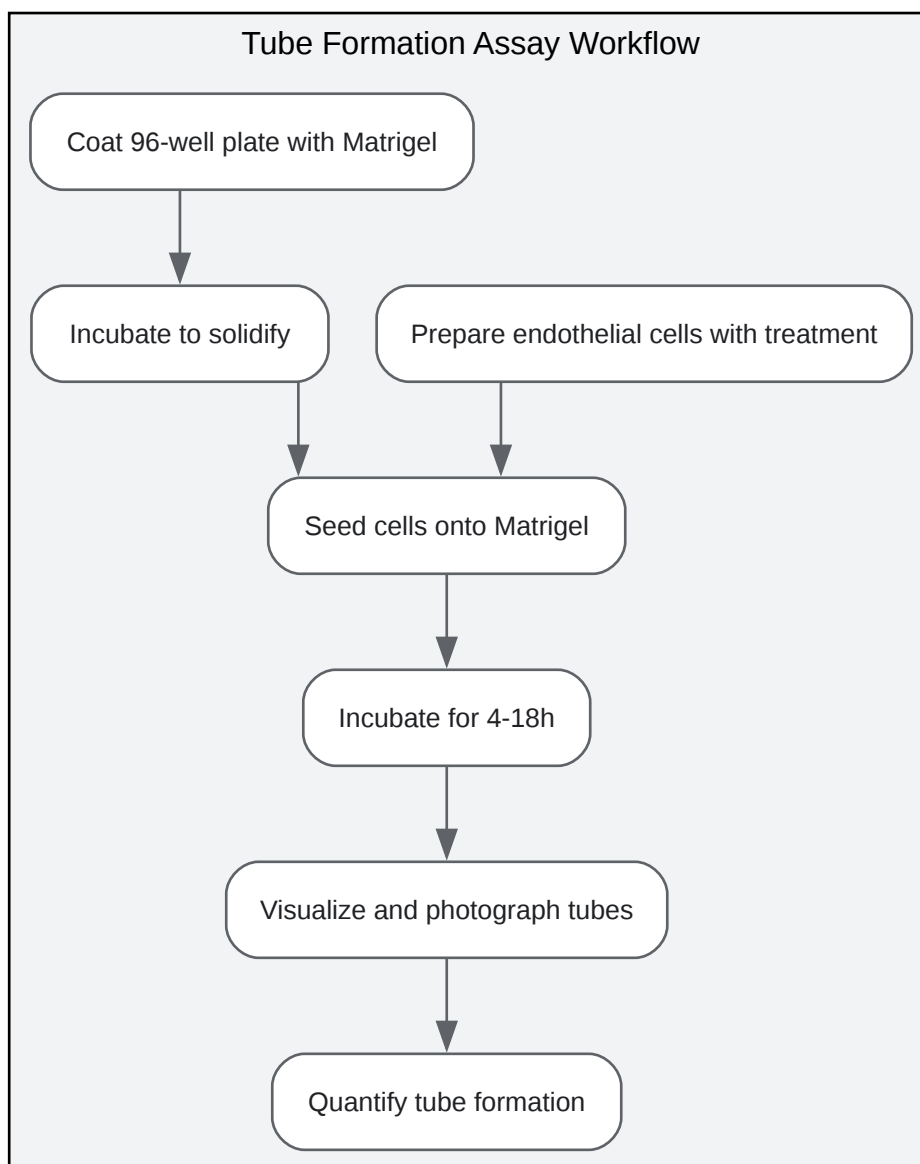 Tube Formation Assay Workflow
Coat 96-well plate with Matrigel
Incubate to solidify
Prepare endothelial cells with treatment
Seed cells onto Matrigel
Incubate for 4-18h
Visualize and photograph tubes
Quantify tube formation